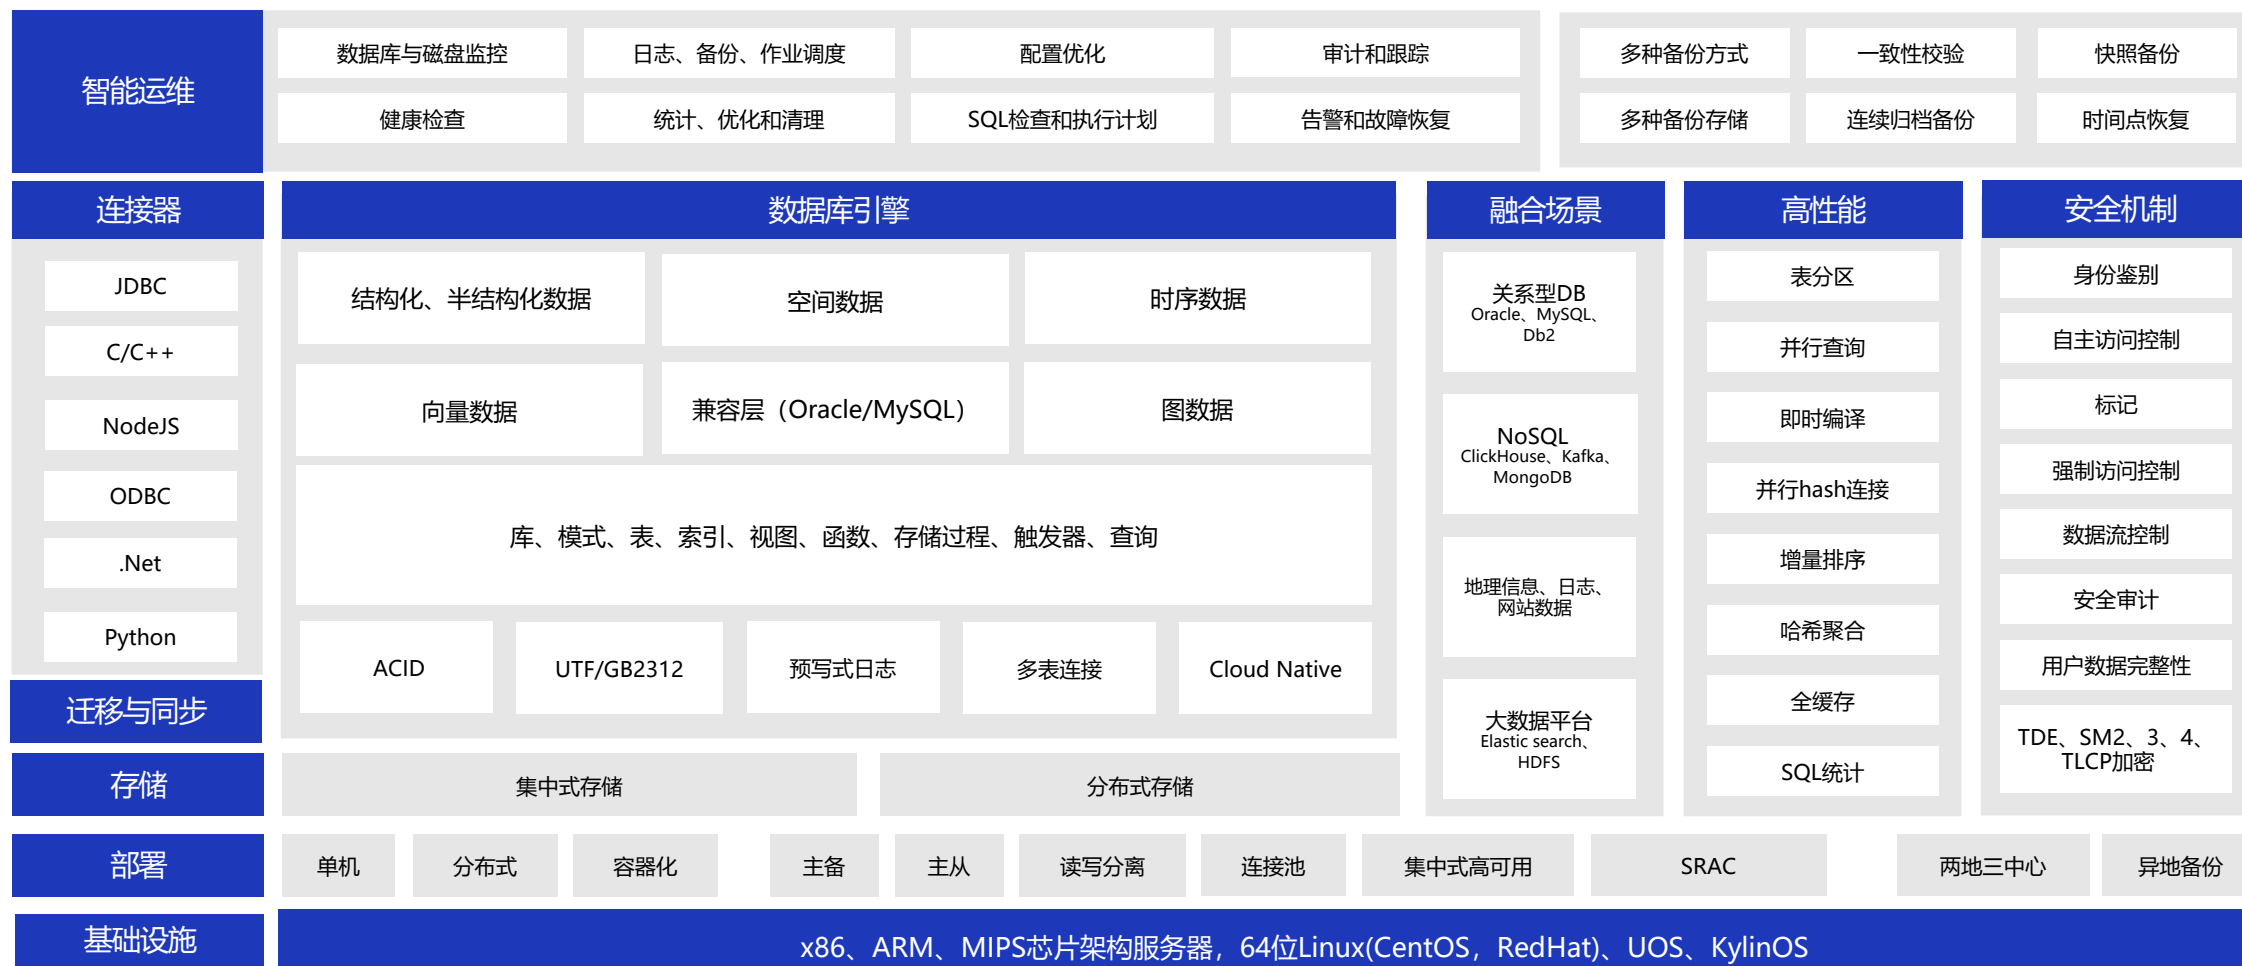 智能运维
数据库与磁盘监控
日志、备份、作业调度
配置优化
审计和跟踪
多种备份方式
一致性校验
快照备份
健康检查
统计、优化和清理
SQL检查和执行计划
告警和故障恢复
多种备份存储
连续归档备份
时间点恢复
连接器
JDBC
C/C++
NodeJS
ODBC
.Net
Python
迁移与同步
数据库引擎
结构化、半结构化数据
空间数据
时序数据
向量数据
兼容层（Oracle/MySQL）
图数据
库、模式、表、索引、视图、函数、存储过程、触发器、查询
ACID
UTF/GB2312
预写式日志
多表连接
Cloud Native
融合场景
关系型DB
Oracle、MySQL、
Db2
NoSQL
ClickHouse、Kafka、
MongoDB
地理信息、日志、
网站数据
大数据平台
Elastic search、
HDFS
高性能
表分区
并行查询
即时编译
并行hash连接
增量排序
哈希聚合
全缓存
SQL统计
安全机制
身份鉴别
自主访问控制
标记
强制访问控制
数据流控制
安全审计
用户数据完整性
TDE、SM2、3、4、
TLCP加密
存储
集中式存储
分布式存储
部署
单机
分布式
容器化
主备
主从
读写分离
连接池
集中式高可用
SRAC
两地三中心
异地备份
基础设施
x86、ARM、MIPS芯片架构服务器，64位Linux(CentOS，RedHat)、UOS、KylinOS